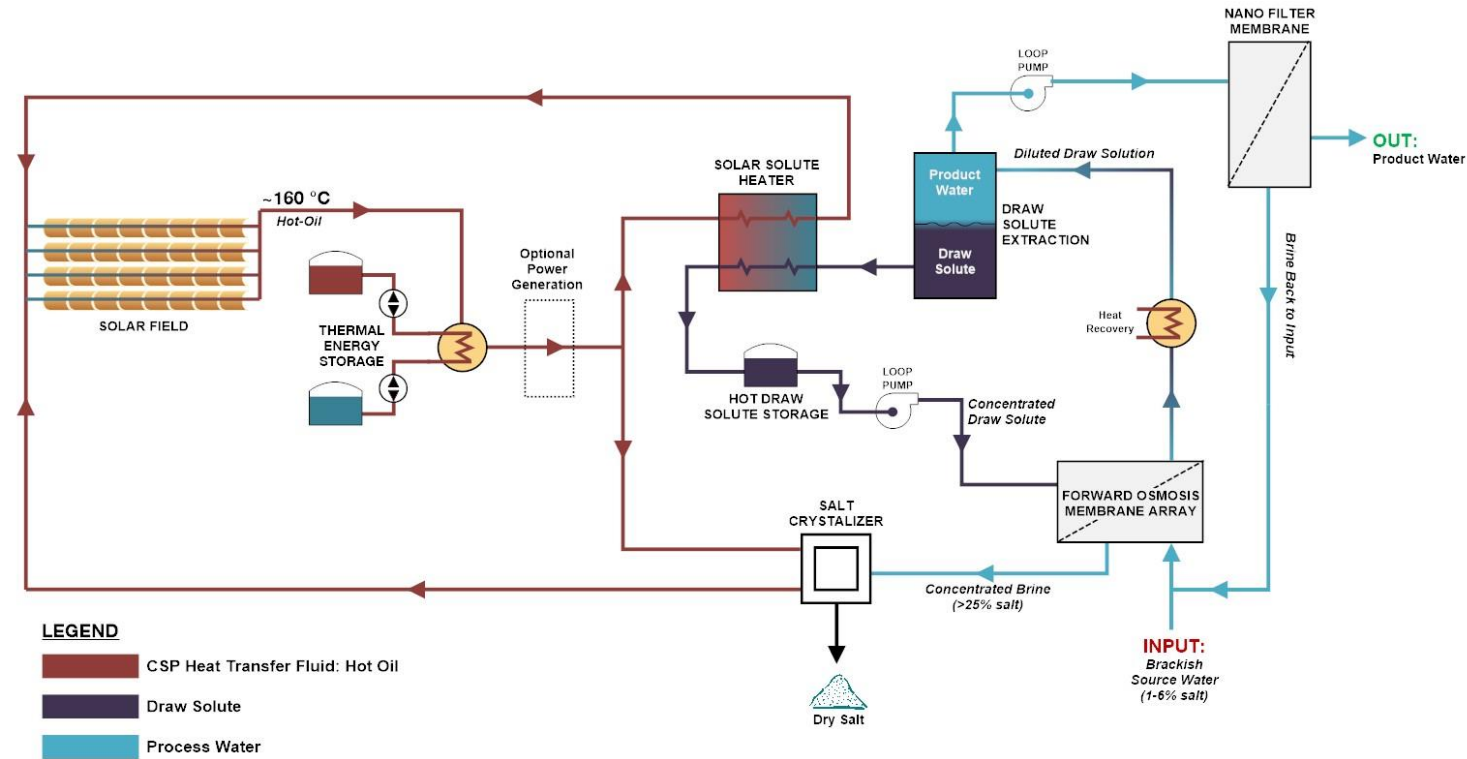 NANO FILTER
MEMBRANE
LOOP
PUMP
OUT:
Product Water
Diluted Draw Solution
SOLAR SOLUTE
HEATER
Product
Water
DRAW
SOLUTE
EXTRACTION
Draw
Solute
~160 °C
Hot-Oil
Optional
Power
Generation
SOLAR FIELD
THERMAL
ENERGY
STORAGE
Heat
Recovery
Brine Back to Input
HOT DRAW
SOLUTE STORAGE
LOOP
PUMP
Concentrated
Draw Solute
FORWARD OSMOSIS
MEMBRANE ARRAY
SALT
CRYSTALIZER
Concentrated Brine
(>25% salt)
INPUT:
Brackish
Source Water
(1-6% salt)
Dry Salt
LEGEND
CSP Heat Transfer Fluid: Hot Oil
Draw Solute
Process Water